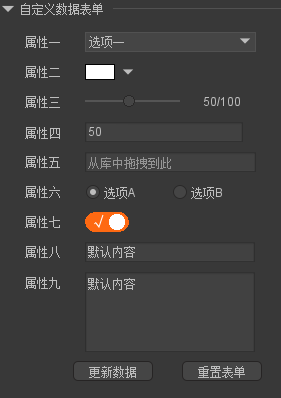 自定义数据表单
属性一 选项一
属性二
属性三 50/100
属性四 50
属性五 从库中拖拽到此
属性六 选项A 选项B
属性七
属性八 默认内容
属性九 默认内容
更新数据 重置表单